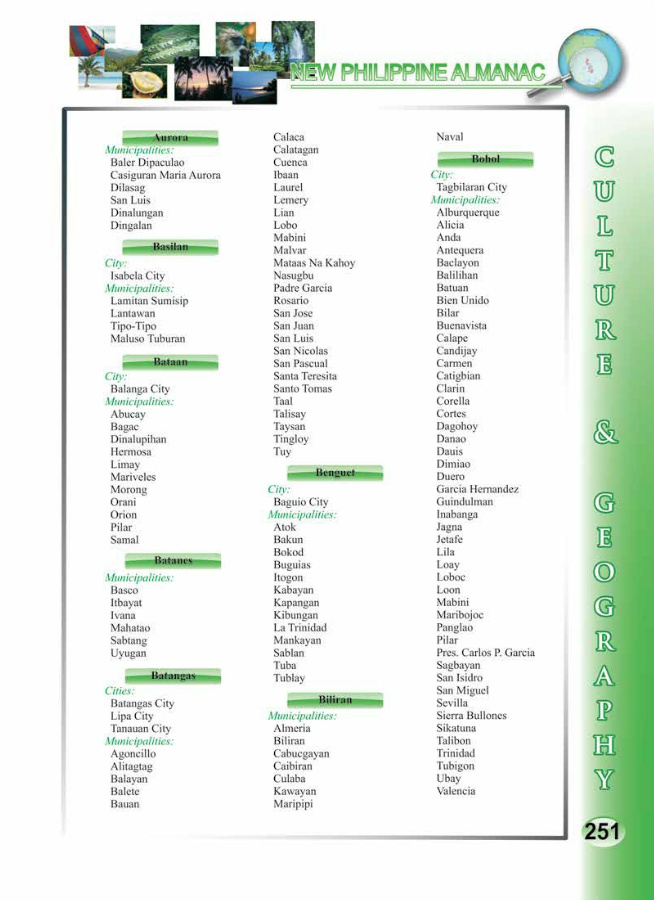 NEW PHILIPPINE ALMANAC
Aurora
Municipalities:
Baler Dipaculao
Casiguran Maria Aurora
Dilasag
San Luis
Dinalungan
Dingalan
Basilan
City:
Isabela City
Municipalities:
Lamitan Sumisip
Lantawan
Tipo-Tipo
Maluso Tuburan
Bataan
City:
Balanga City
Municipalities:
Abucay
Bagac
Dinalupihan
Hermosa
Limay
Mariveles
Morong
Orani
Orion
Pilar
Samal
Batanes
Municipalities:
Basco
Itbayat
Ivana
Mahatao
Sabtang
Uyugan
Batangas
Cities:
Batangas City
Lipa City
Tanauan City
Municipalities:
Agoncillo
Alitagtag
Balayan
Balete
Bauan
Calaca
Calatagan
Cuenca
Ibaan
Laurel
Lemery
Lian
Lobo
Mabini
Malvar
Mataas Na Kahoy
Nasugbu
Padre Garcia
Rosario
San Jose
San Juan
San Luis
San Nicolas
San Pascual
Santa Teresita
Santo Tomas
Taal
Talisay
Taysan
Tingloy
Tuy
Benguet
City:
Baguio City
Municipalities:
Atok
Bakun
Bokod
Buguias
Itogon
Kabayan
Kapangan
Kibungan
La Trinidad
Mankayan
Sablan
Tuba
Tublay
Biliran
Municipalities:
Almeria
Biliran
Cabucgayan
Caibiran
Culaba
Kawayan
Maripipi
Naval
Bohol
City:
Tagbilaran City
Municipalities:
Alburquerque
Alicia
Anda
Antequera
Baclayon
Balilihan
Batuan
Bien Unido
Bilar
Buenavista
Calape
Candijay
Carmen
Catigbian
Clarin
Corella
Cortes
Dagohoy
Danao
Dauis
Dimiao
Duero
Garcia Hernandez
Guindulman
Inabanga
Jagna
Jetafe
Lila
Loay
Loboc
Loon
Mabini
Maribojoc
Panglao
Pilar
Pres. Carlos P. Garcia
Sagbayan
San Isidro
San Miguel
Sevilla
Sierra Bullones
Sikatuna
Talibon
Trinidad
Tubigon
Ubay
Valencia
CULTURE & GEOGRAPHY
251